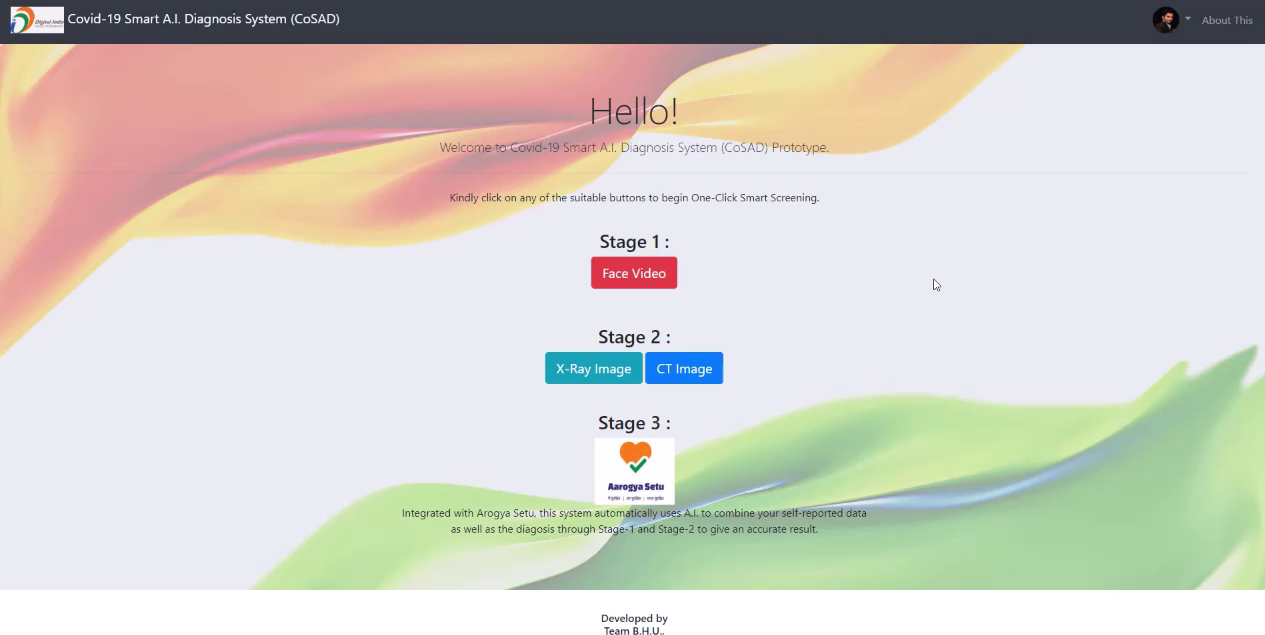 Digital India
Covid-19 Smart A.I. Diagnosis System (CoSAD)
About This
Hello!
Welcome to Covid-19 Smart A.I. Diagnosis System (CoSAD) Prototype.
Kindly click on any of the suitable buttons to begin One-Click Smart Screening.
Stage 1 :
Face Video
Stage 2 :
X-Ray Image CT Image
Stage 3 :
Aarogya Setu
Integrated with Arogya Setu, this system automatically uses A.I. to combine your self-reported data
as well as the diagosis through Stage-1 and Stage-2 to give an accurate result.
Developed by
Team B.H.U..